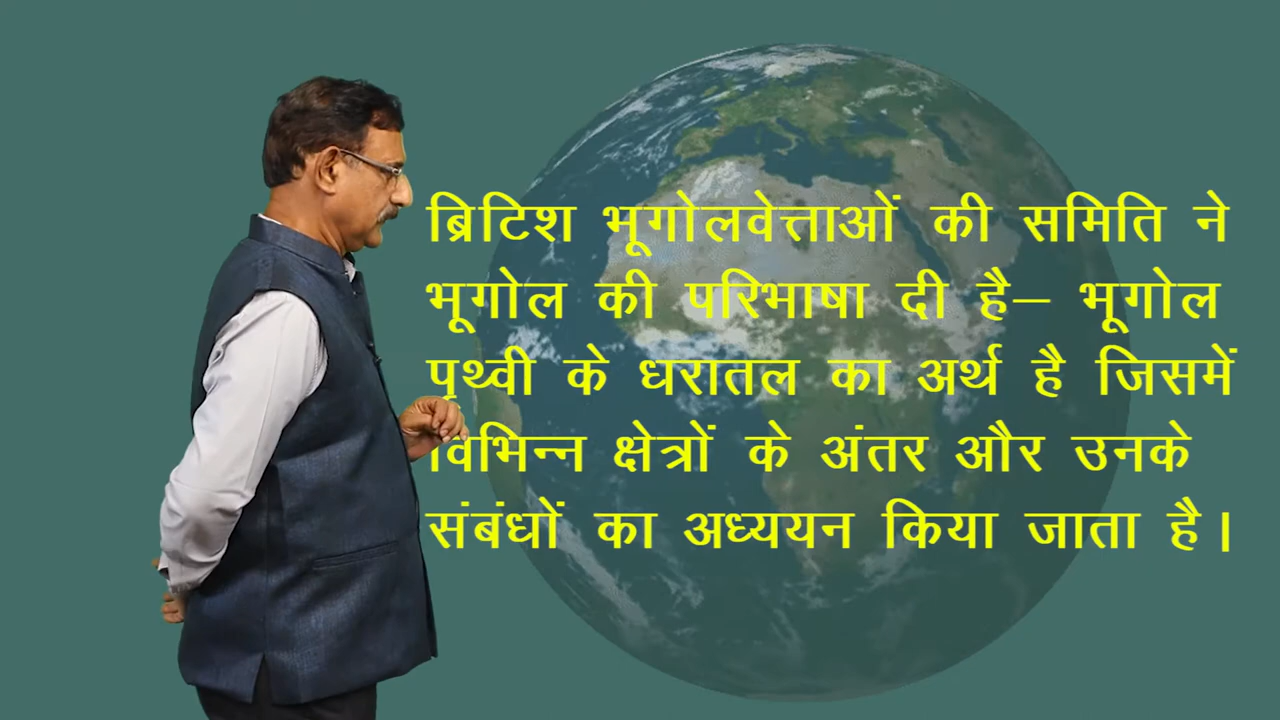 ब्रिटिश भूगोलवेत्ताओं की समिति ने
भूगोल की परिभाषा दी है– भूगोल
पृथ्वी के धरातल का अर्थ है जिसमें
विभिन्न क्षेत्रों के अंतर और उनके
संबंधों का अध्ययन किया जाता है।